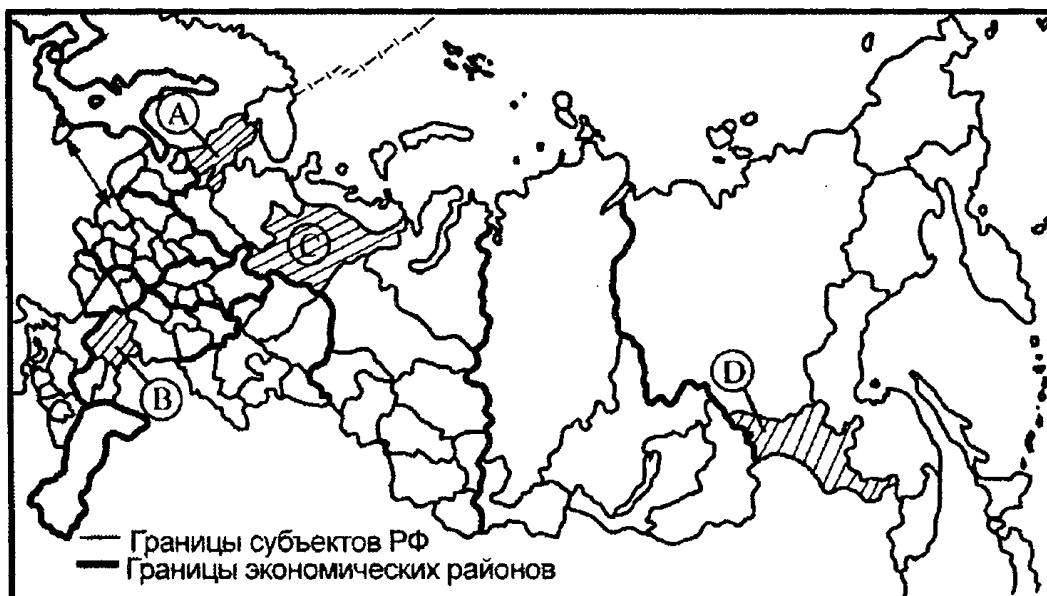 A
C
D
B
Границы субъектов РФ
Границы экономических районов